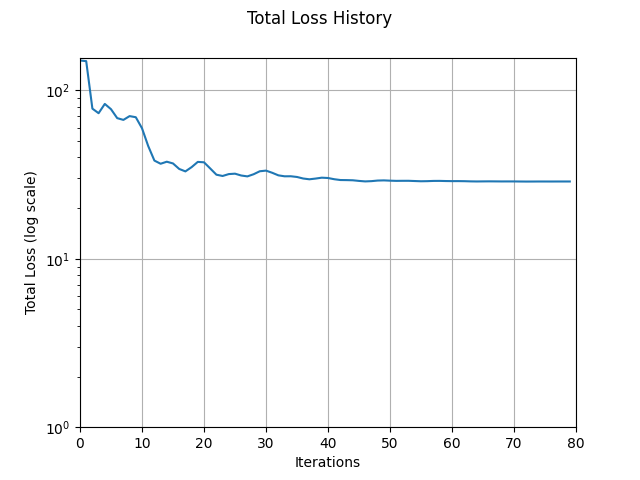 Total Loss History
Total Loss (log scale)
10²
10¹
10⁰
0 10 20 30 40 50 60 70 80
Iterations